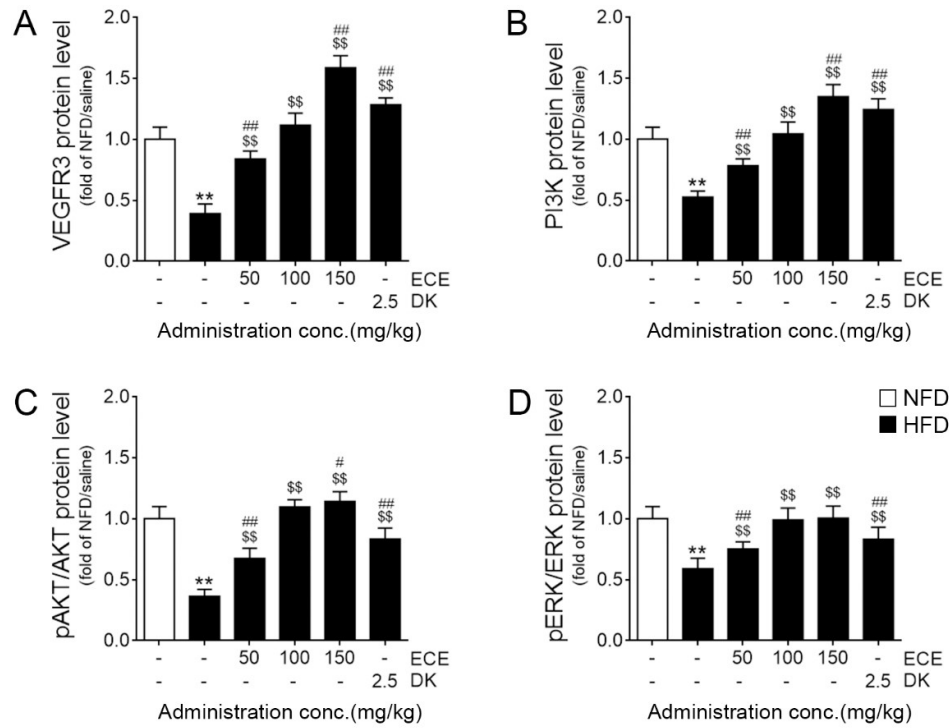 A
VEGFR3 protein level
(fold of NFD/saline)
2.0
1.5
1.0
0.5
0.0
**
##
$$
$$
##
$$
##
$$
- - 50 100 150 - ECE
- - - - - 2.5 DK
Administration conc.(mg/kg)
B
PI3K protein level
(fold of NFD/saline)
2.0
1.5
1.0
0.5
0.0
**
##
$$
$$
##
$$
##
$$
- - 50 100 150 - ECE
- - - - - 2.5 DK
Administration conc.(mg/kg)
C
pAKT/AKT protein level
(fold of NFD/saline)
2.0
1.5
1.0
0.5
0.0
**
##
$$
$$
#
$$
##
$$
- - 50 100 150 - ECE
- - - - - 2.5 DK
Administration conc.(mg/kg)
D
pERK/ERK protein level
(fold of NFD/saline)
2.0
1.5
1.0
0.5
0.0
**
##
$$
$$
$$
##
$$
NFD
HFD
- - 50 100 150 - ECE
- - - - - 2.5 DK
Administration conc.(mg/kg)